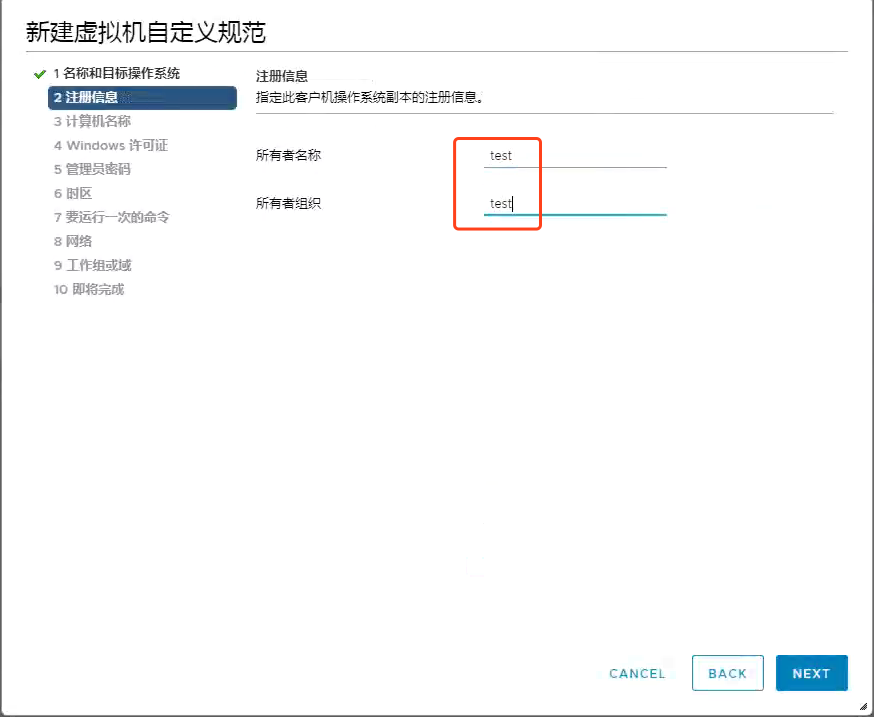 新建虚拟机自定义规范
1 名称和目标操作系统
2 注册信息
3 计算机名称
4 Windows 许可证
5 管理员密码
6 时区
7 要运行一次的命令
8 网络
9 工作组或域
10 即将完成
注册信息
指定此客户机操作系统副本的注册信息。
所有者名称 test
所有者组织 test
CANCEL BACK NEXT